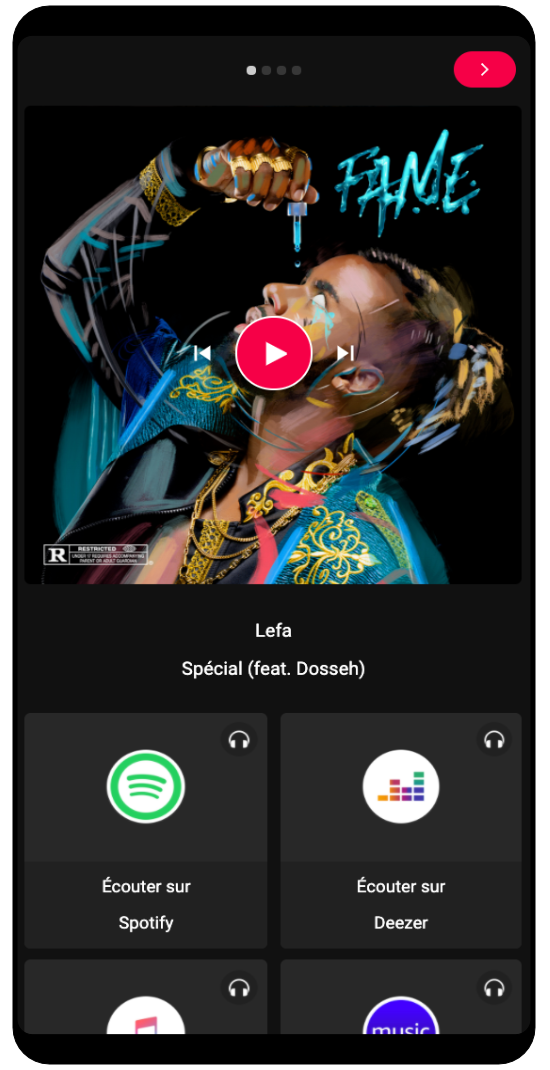 FAME
R
RESTRICTED
UNDER 17 REQUIRES ACCOMPANYING
PARENT OR ADULT GUARDIAN
Lefa
Spécial (feat. Dosseh)
Écouter sur
Spotify
Écouter sur
Deezer
music